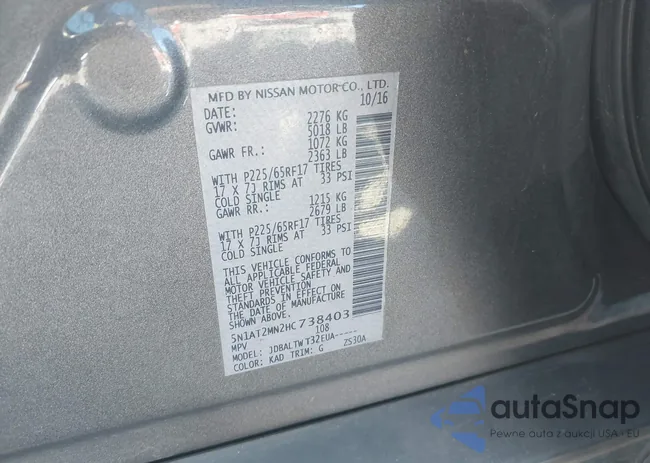 MFD BY NISSAN MOTOR CO., LTD.
DATE: 10/16
GVWR: 2276 KG
5018 LB
GAWR FR.: 1072 KG
2363 LB
WITH P225/65RF17 TIRES
17 X 7J RIMS AT 33 PSI
COLD SINGLE
GAWR RR.: 1215 KG
2679 LB
WITH P225/65RF17 TIRES
17 X 7J RIMS AT 33 PSI
COLD SINGLE
THIS VEHICLE CONFORMS TO
ALL APPLICABLE FEDERAL
MOTOR VEHICLE SAFETY AND
THEFT PREVENTION
STANDARDS IN EFFECT ON
THE DATE OF MANUFACTURE
SHOWN ABOVE.
5N1AT2MN2HC738403
MPV 108
MODEL: JDBALTWT32EUA-----
COLOR: KAD TRIM: G ZS30A
autaSnap
Pewne auta z aukcji USA - EU